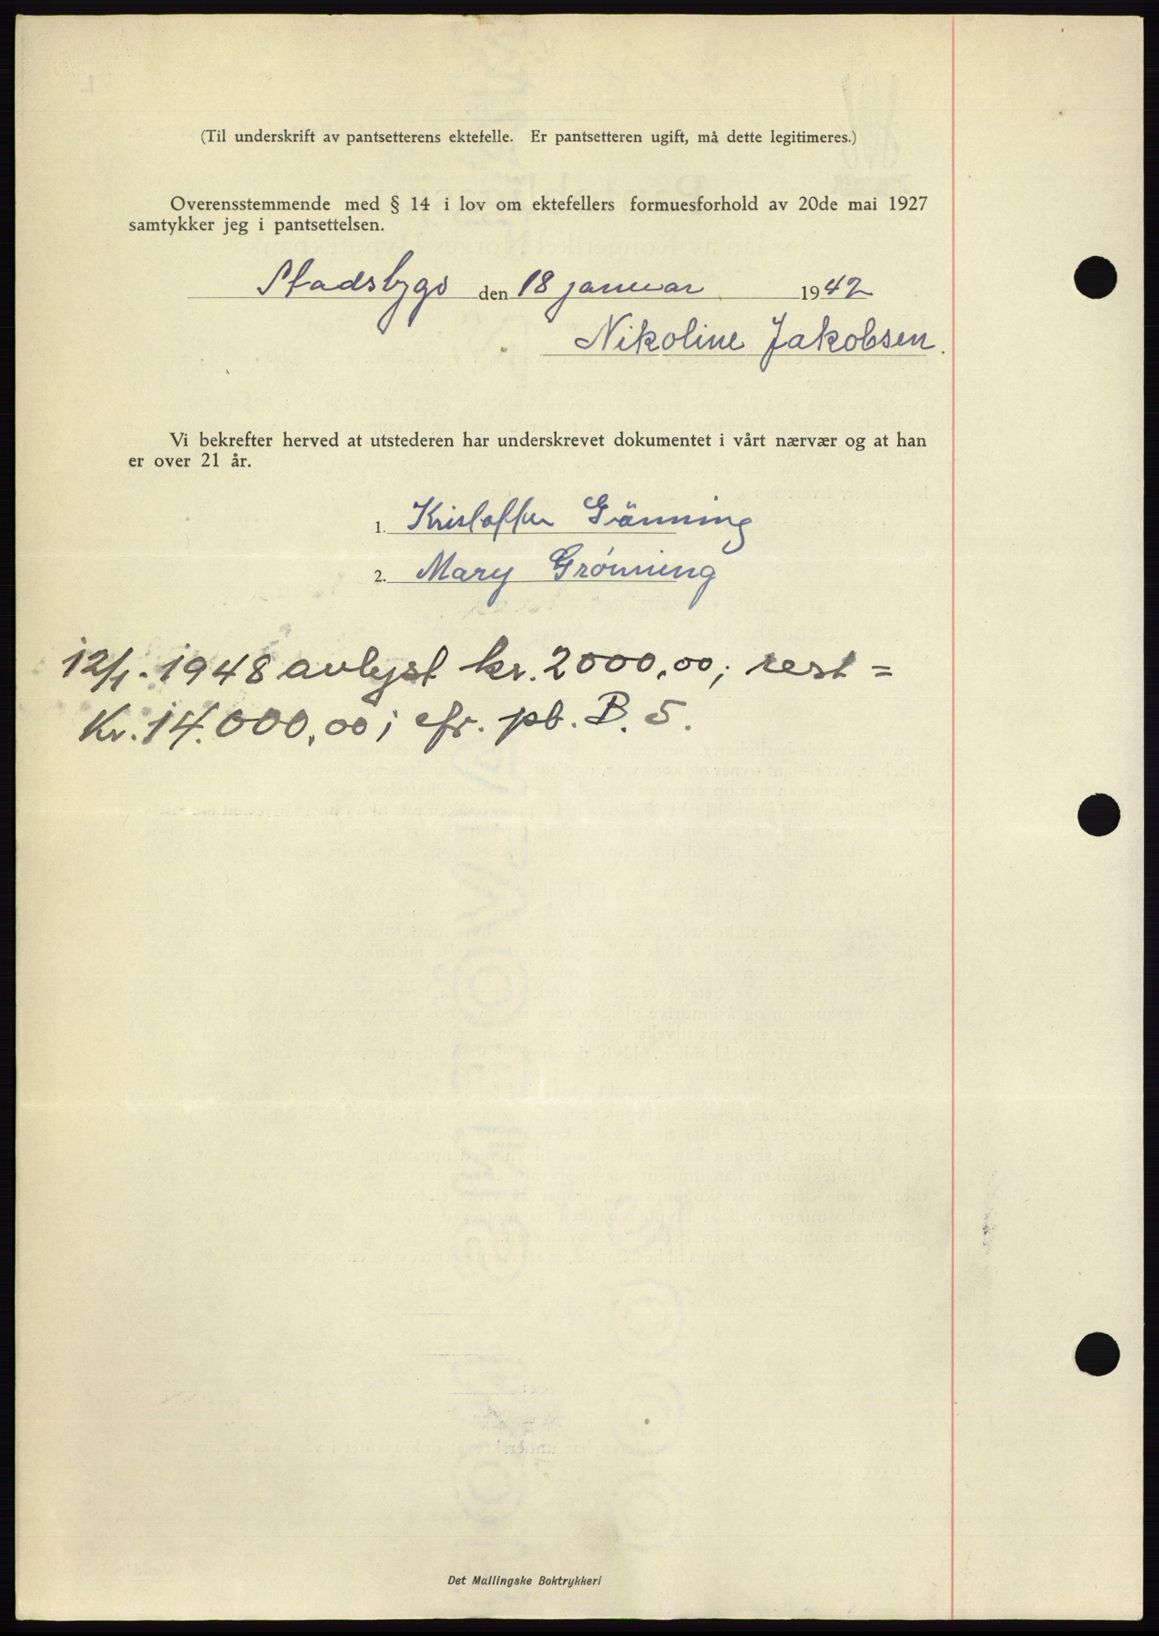 (Til underskrift av pantsetterens ektefelle. Er pantsetteren ugift, må dette legitimeres.)
Overensstemmende med § 14 i lov om ektefellers formuesforhold av 20de mai 1927
samtykker jeg i pantsettelsen.
Stadsbygd den 18 januar 1942
Nikoline Jakobsen.
Vi bekrefter herved at utstederen har underskrevet dokumentet i vårt nærvær og at han
er over 21 år.
1. Kristoffer Grönning
2. Mary Grønning
12/1. 1948 avlyst kr. 2000,00; rest =
Kr. 14.000,00; cfr. pb. B. 5.
Det Mallingske Boktrykkeri